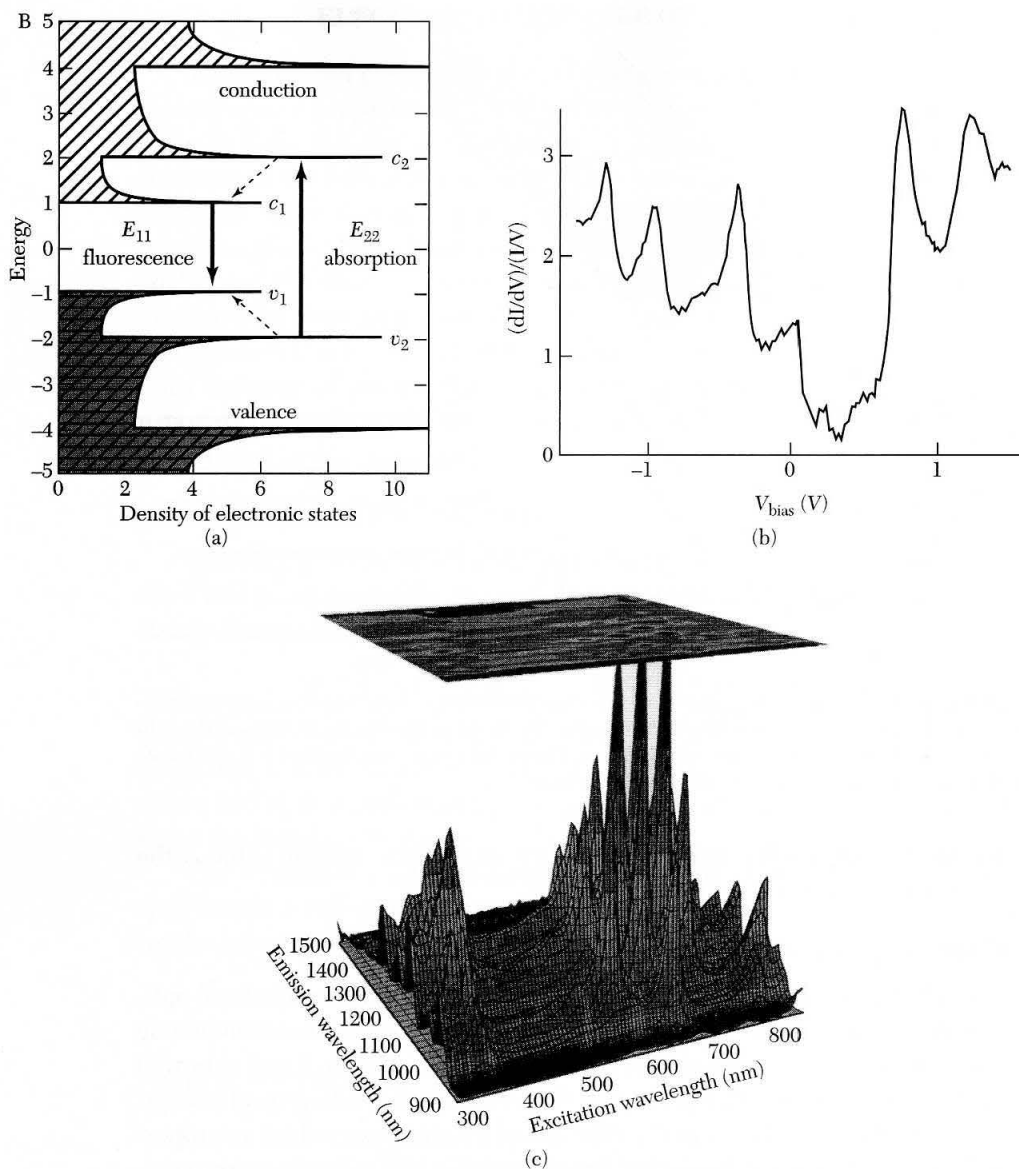 B
5
4
3
2
1
0
–1
–2
–3
–4
–5
Energy
conduction
c2
c1
E11
fluorescence
E22
absorption
v1
v2
valence
0 2 4 6 8 10
Density of electronic states
(a)
3
2
1
0
(dI/dV)/(I/V)
–1 0 1
Vbias (V)
(b)
1500
1400
1300
1200
1100
1000
900
Emission wavelength (nm)
300 400 500 600 700 800
Excitation wavelength (nm)
(c)